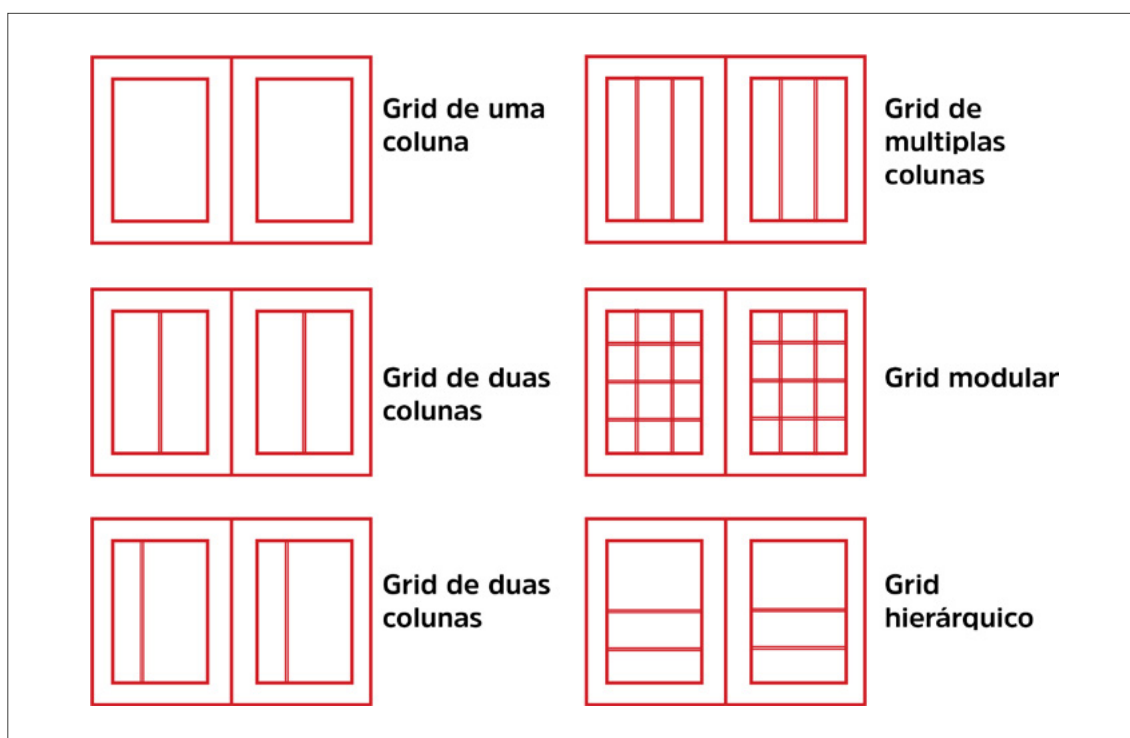 Grid de uma
coluna
Grid de
multiplas
colunas
Grid de duas
colunas
Grid modular
Grid de duas
colunas
Grid
hierárquico